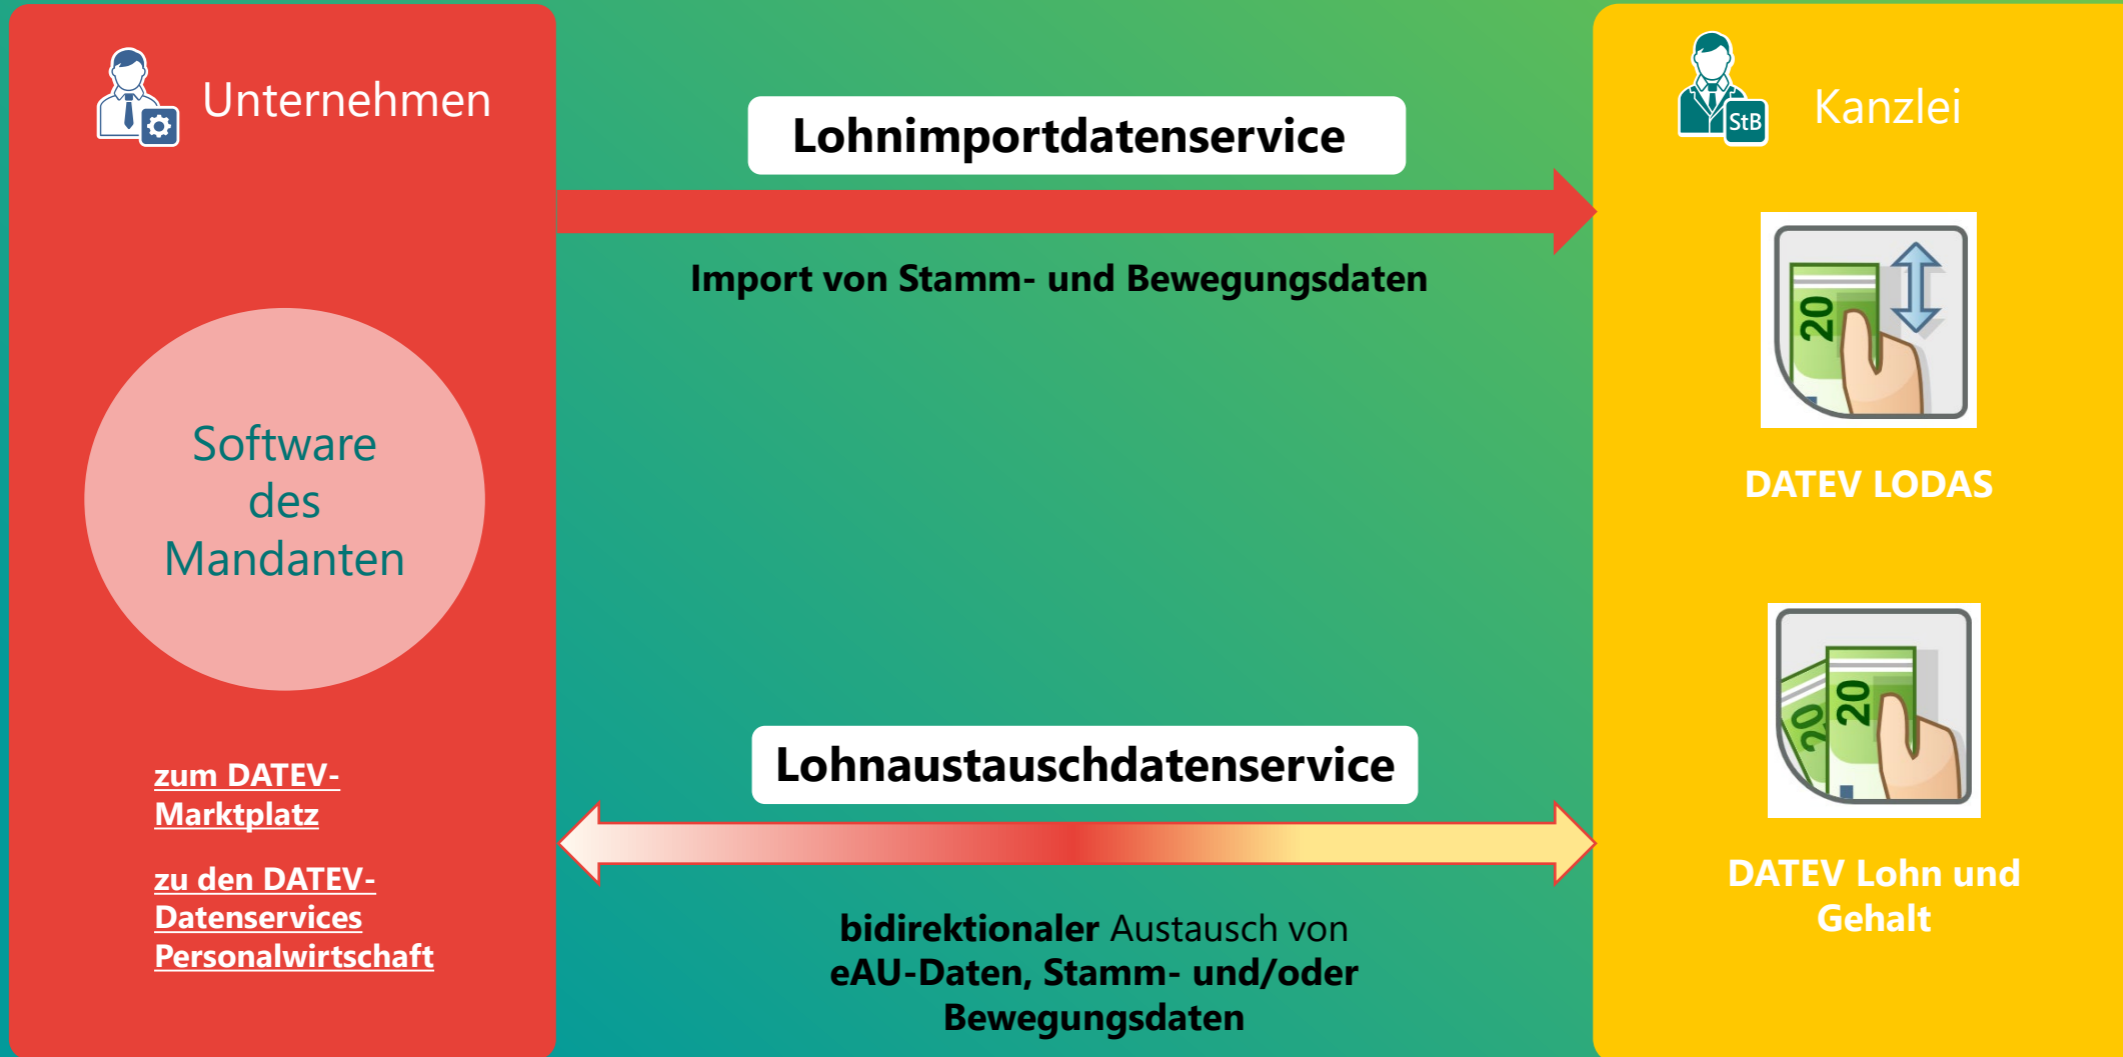 Unternehmen
Software
des
Mandanten
zum DATEV-
Marktplatz
zu den DATEV-
Datenservices
Personalwirtschaft
Lohnimportdatenservice
Import von Stamm- und Bewegungsdaten
Lohnaustauschdatenservice
bidirektionaler Austausch von
eAU-Daten, Stamm- und/oder
Bewegungsdaten
StB
Kanzlei
20
DATEV LODAS
20
20
DATEV Lohn und
Gehalt